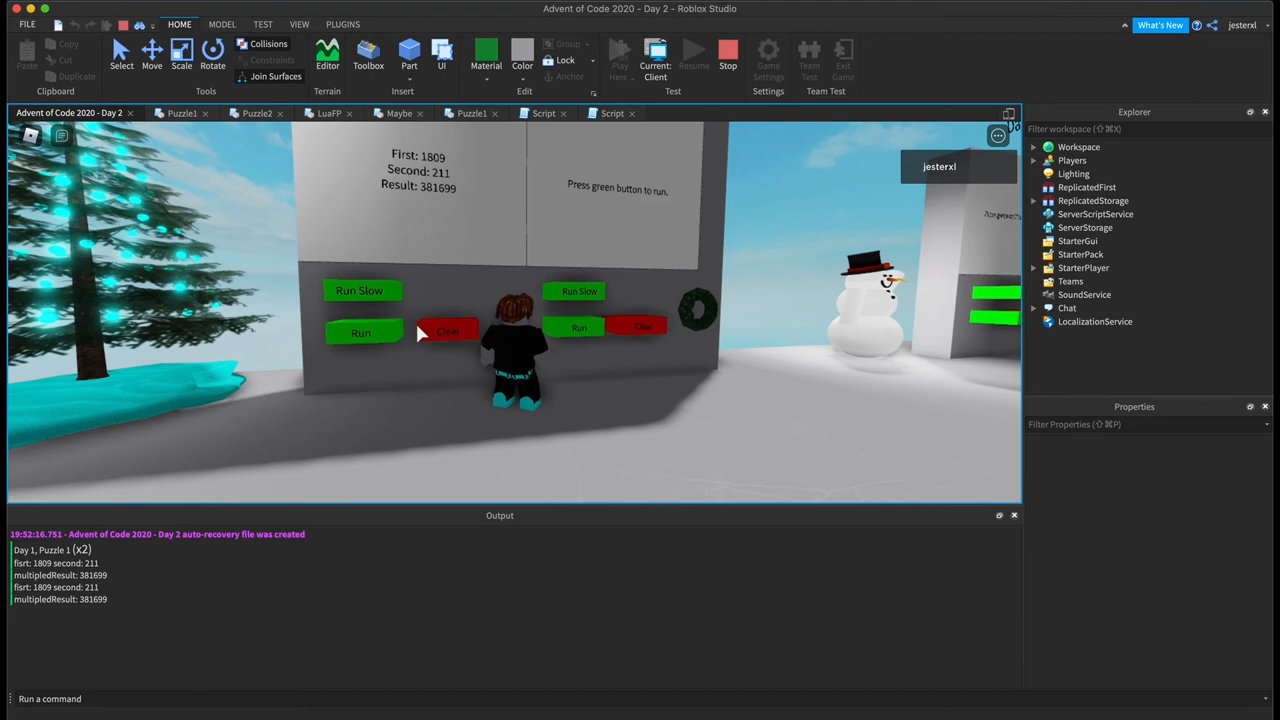 Advent of Code 2020 - Day 2 - Roblox Studio
FILE HOME MODEL TEST VIEW PLUGINS What's New jesterxl
Paste Copy Cut Duplicate Clipboard
Select Move Scale Rotate Collisions Constraints Join Surfaces Tools
Editor Terrain
Toolbox Part UI Insert
Material Color Group Lock Anchor Edit
Play Here Current: Client Resume Stop Test
Game Settings Settings
Team Test Exit Game Team Test
Advent of Code 2020 - Day 2 Puzzle1 Puzzle2 LuaFP Maybe Puzzle1 Script Script
First: 1809
Second: 211
Result: 381699
Press green button to run.
jesterxl
Run Slow
Run Clear
Run Slow
Run Clear
Explorer
Filter workspace (⇧⌘X)
Workspace
Players
Lighting
ReplicatedFirst
ReplicatedStorage
ServerScriptService
ServerStorage
StarterGui
StarterPack
StarterPlayer
Teams
SoundService
Chat
LocalizationService
Properties
Filter Properties (⇧⌘P)
Output
19:52:16.751 - Advent of Code 2020 - Day 2 auto-recovery file was created
Day 1, Puzzle 1 (x2)
fisrt: 1809 second: 211
multipledResult: 381699
fisrt: 1809 second: 211
multipledResult: 381699
Run a command